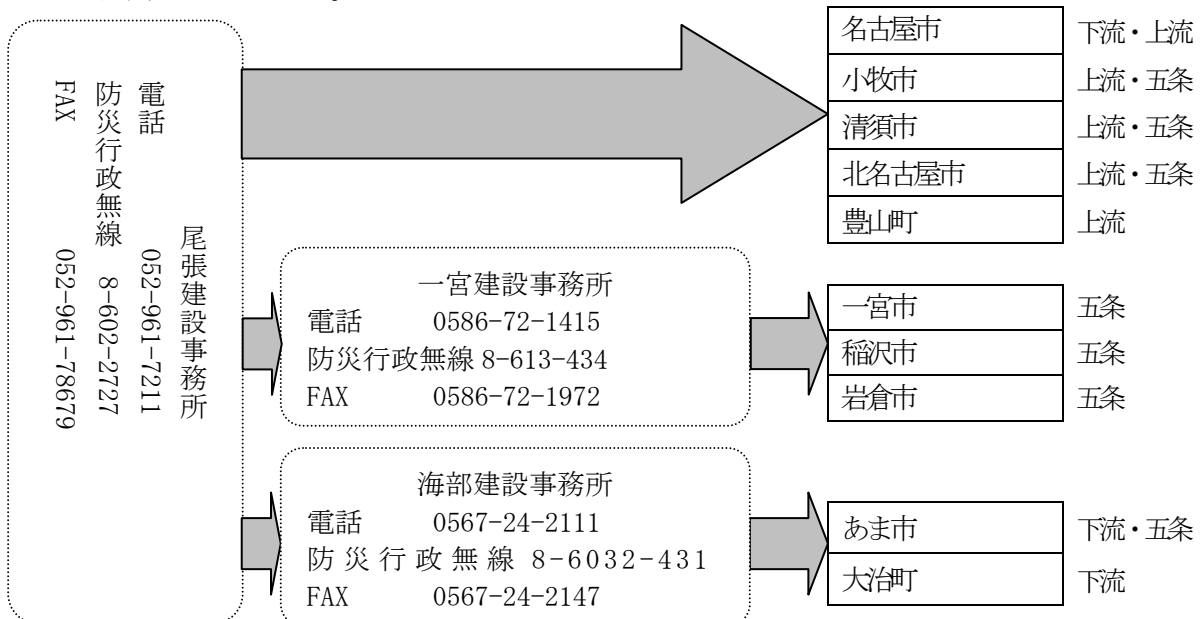 尾張建設事務所
電話 052-961-7211
防災行政無線 8-602-2727
FAX 052-961-78679
名古屋市 下流・上流
小牧市 上流・五条
清須市 上流・五条
北名古屋市 上流・五条
豊山町 上流
一宮建設事務所
電話 0586-72-1415
防災行政無線 8-613-434
FAX 0586-72-1972
一宮市 五条
稲沢市 五条
岩倉市 五条
海部建設事務所
電話 0567-24-2111
防災行政無線 8-6032-431
FAX 0567-24-2147
あま市 下流・五条
大治町 下流